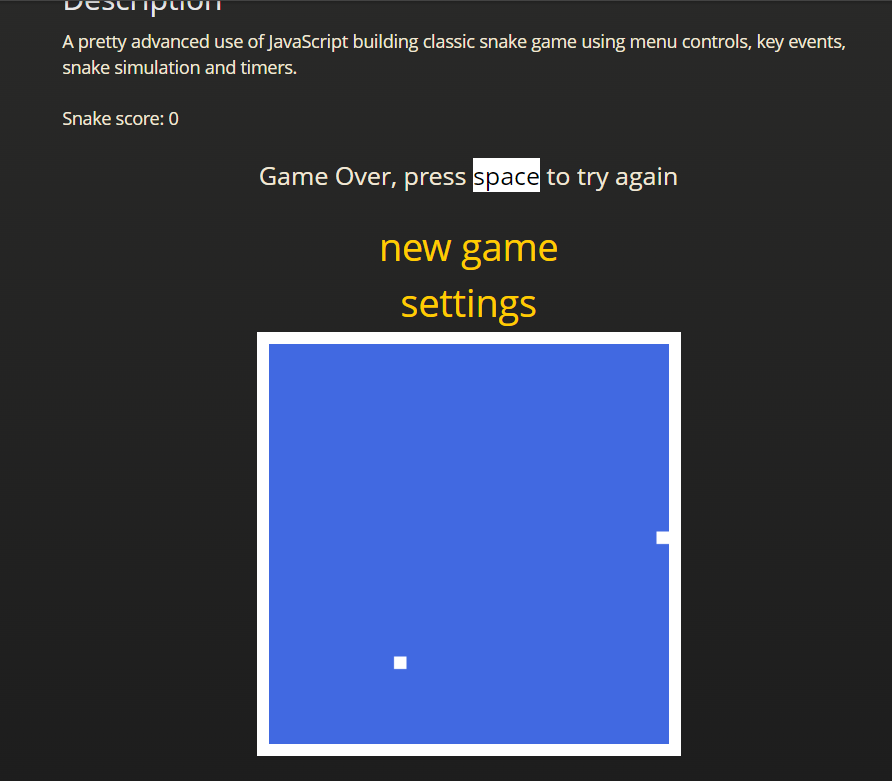 Description
A pretty advanced use of JavaScript building classic snake game using menu controls, key events,
snake simulation and timers.
Snake score: 0
Game Over, press space to try again
new game
settings